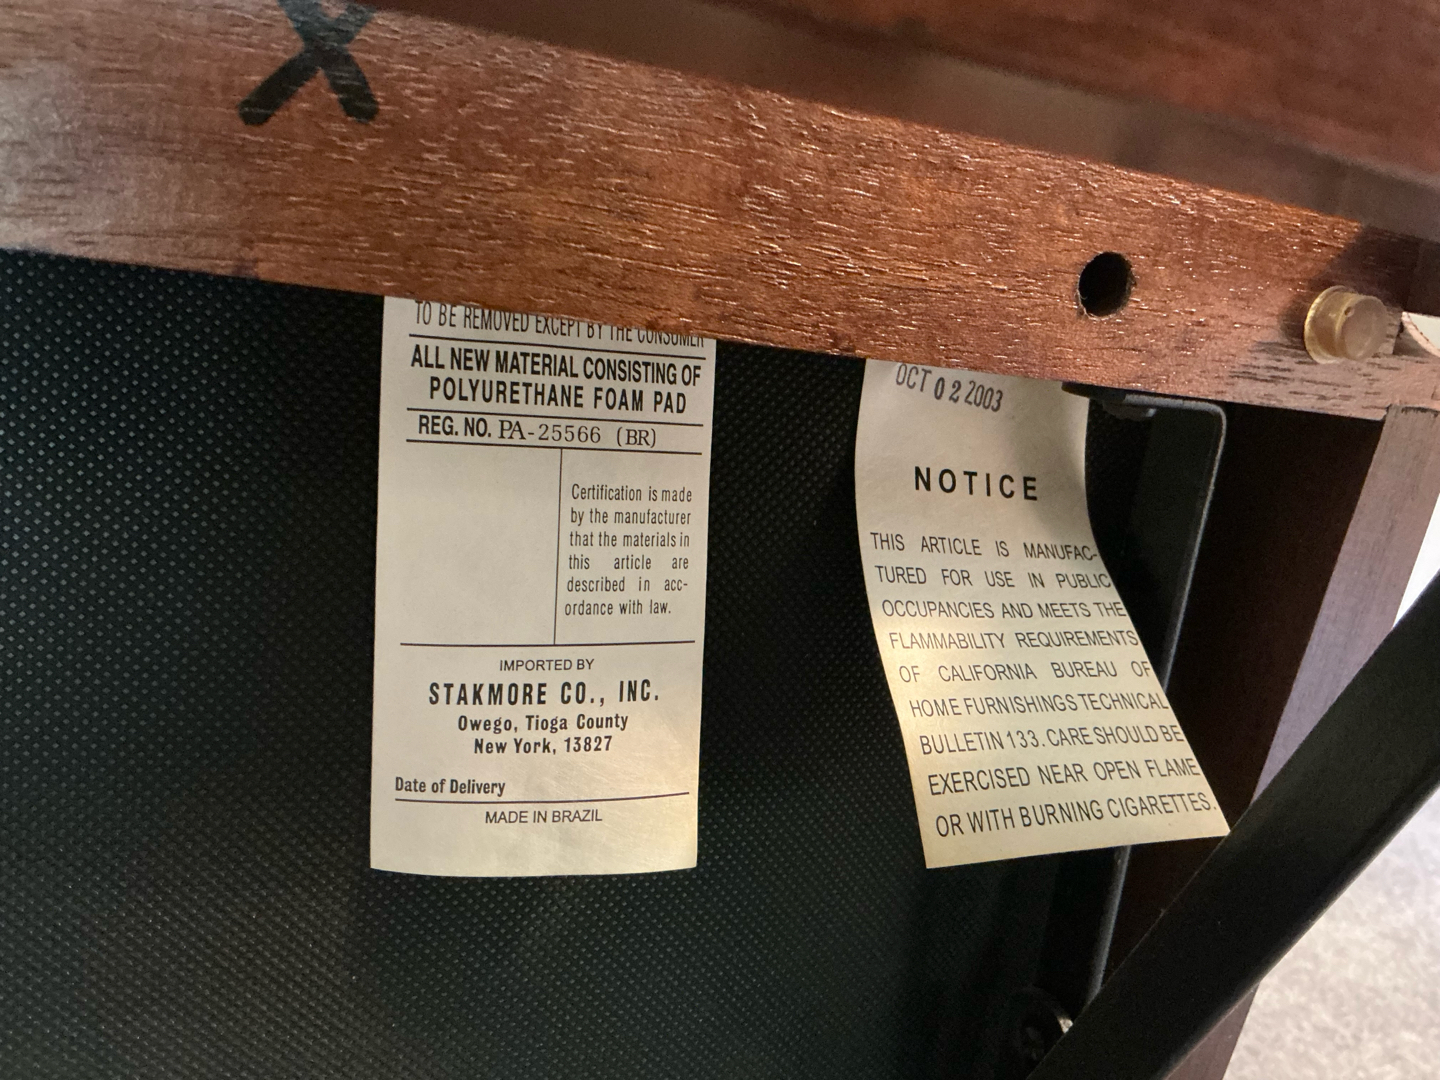 X
TO BE REMOVED EXCEPT BY THE CONSUMER
ALL NEW MATERIAL CONSISTING OF
POLYURETHANE FOAM PAD
REG. NO. PA-25566 (BR)
Certification is made
by the manufacturer
that the materials in
this article are
described in acc-
ordance with law.
IMPORTED BY
STAKMORE CO., INC.
Owego, Tioga County
New York, 13827
Date of Delivery
MADE IN BRAZIL
OCT 02 2003
NOTICE
THIS ARTICLE IS MANUFAC-
TURED FOR USE IN PUBLIC
OCCUPANCIES AND MEETS THE
FLAMMABILITY REQUIREMENTS
OF CALIFORNIA BUREAU OF
HOME FURNISHINGS TECHNICAL
BULLETIN 133. CARE SHOULD BE
EXERCISED NEAR OPEN FLAME
OR WITH BURNING CIGARETTES.